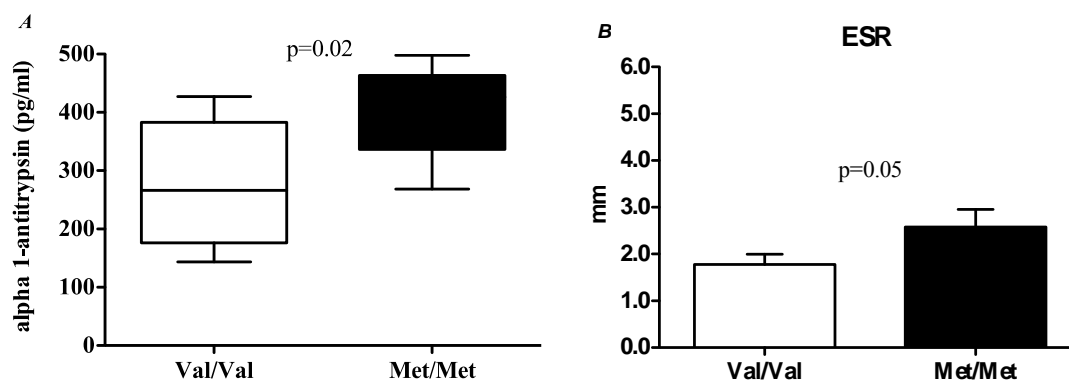 A
p=0.02
alpha 1-antitrypsin (pg/ml)
500
400
300
200
100
0
Val/Val Met/Met
B
ESR
p=0.05
mm
6.0
5.0
4.0
3.0
2.0
1.0
0.0
Val/Val Met/Met